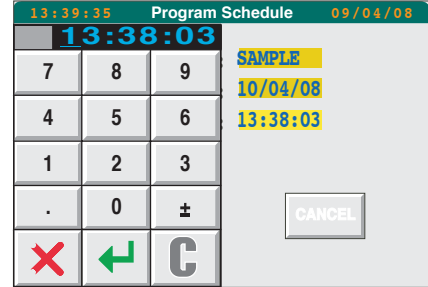 13:39:35 Program Schedule 09/04/08
13:38:03
: SAMPLE
: 10/04/08
: 13:38:03
7 8 9
4 5 6
1 2 3
. 0 ±
C
CANCEL